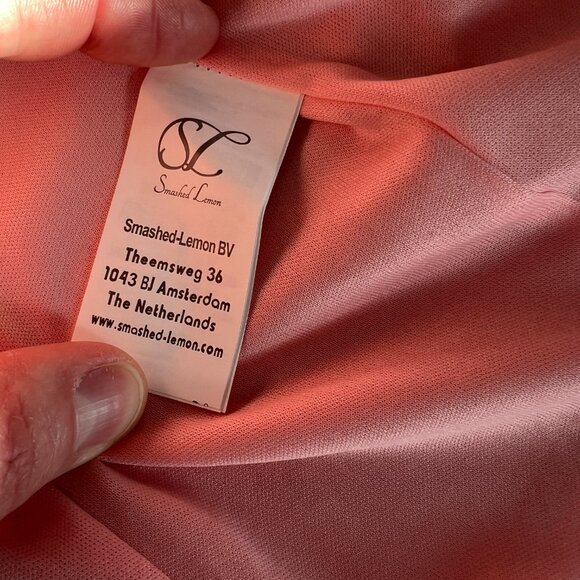 SL
Smashed Lemon
Smashed-Lemon BV
Theemsweg 36
1043 BJ Amsterdam
The Netherlands
www.smashed-lemon.com